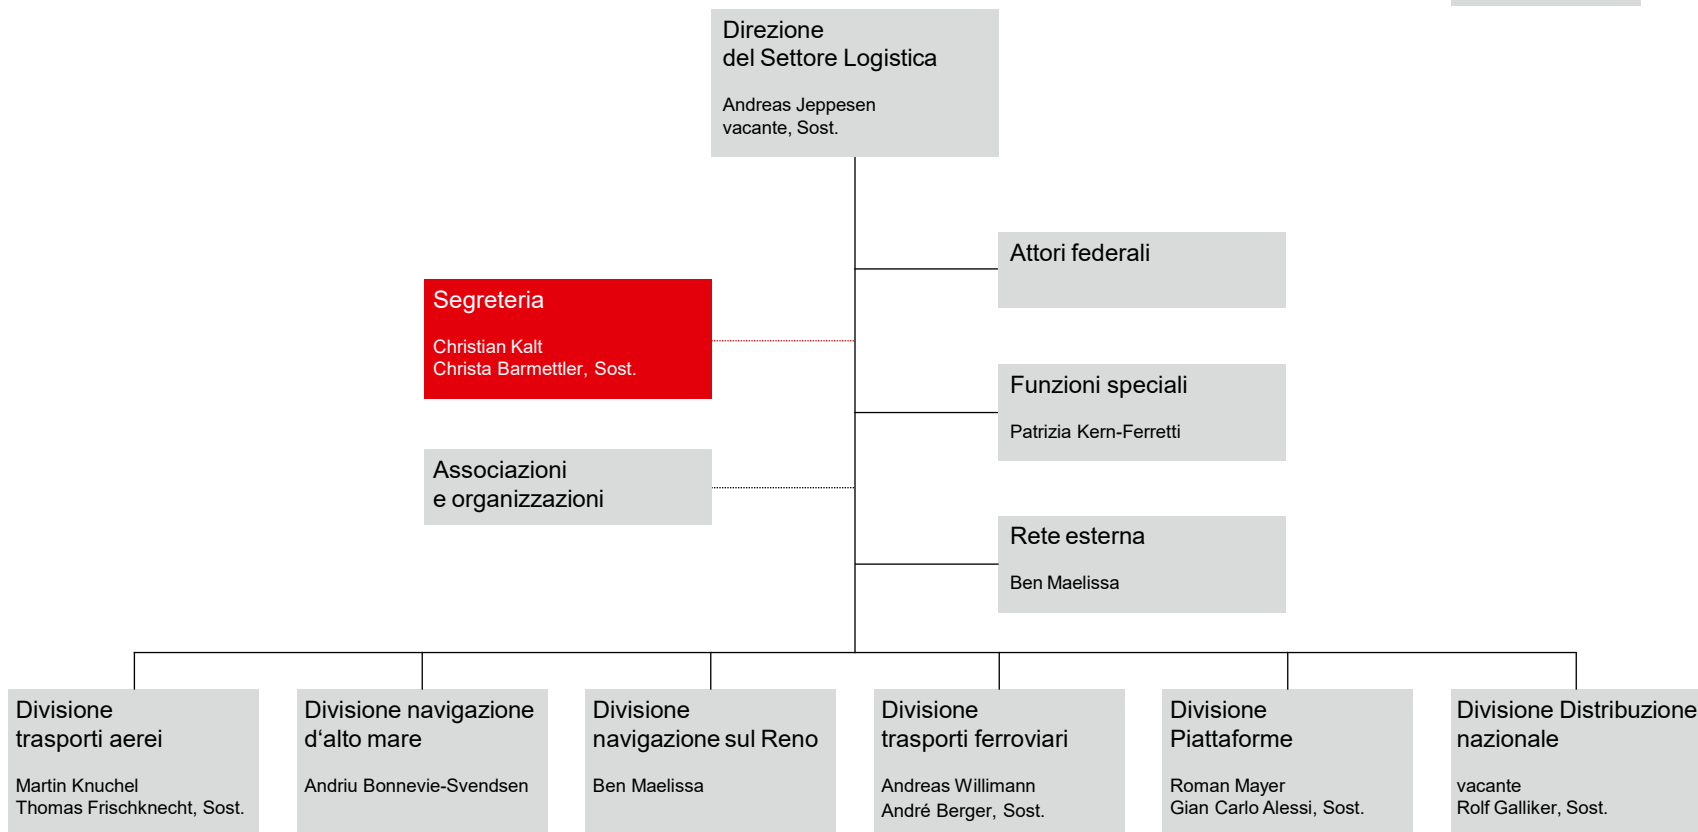 Direzione
del Settore Logistica
Andreas Jeppesen
vacante, Sost.
Attori federali
Segreteria
Christian Kalt
Christa Barmettler, Sost.
Funzioni speciali
Patrizia Kern-Ferretti
Associazioni
e organizzazioni
Rete esterna
Ben Maelissa
Divisione
trasporti aerei
Martin Knuchel
Thomas Frischknecht, Sost.
Divisione navigazione
d‘alto mare
Andriu Bonnevie-Svendsen
Divisione
navigazione sul Reno
Ben Maelissa
Divisione
trasporti ferroviari
Andreas Willimann
André Berger, Sost.
Divisione
Piattaforme
Roman Mayer
Gian Carlo Alessi, Sost.
Divisione Distribuzione
nazionale
vacante
Rolf Galliker, Sost.